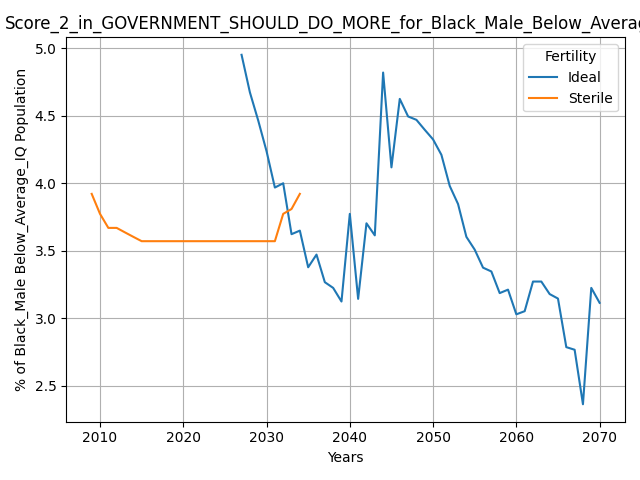 Score_2_in_GOVERNMENT_SHOULD_DO_MORE_for_Black_Male_Below_Averag
Fertility
Ideal
Sterile
% of Black_Male Below_Average_IQ Population
5.0
4.5
4.0
3.5
3.0
2.5
2010 2020 2030 2040 2050 2060 2070
Years